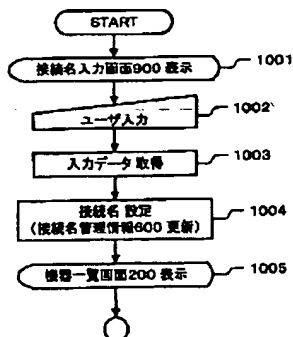 START
接続名入力画面900 表示
1001
1002
ユーザ入力
入力データ 取得
1003
接続名 設定
(接続名管理情報600 更新)
1004
機器一覧画面200 表示
1005